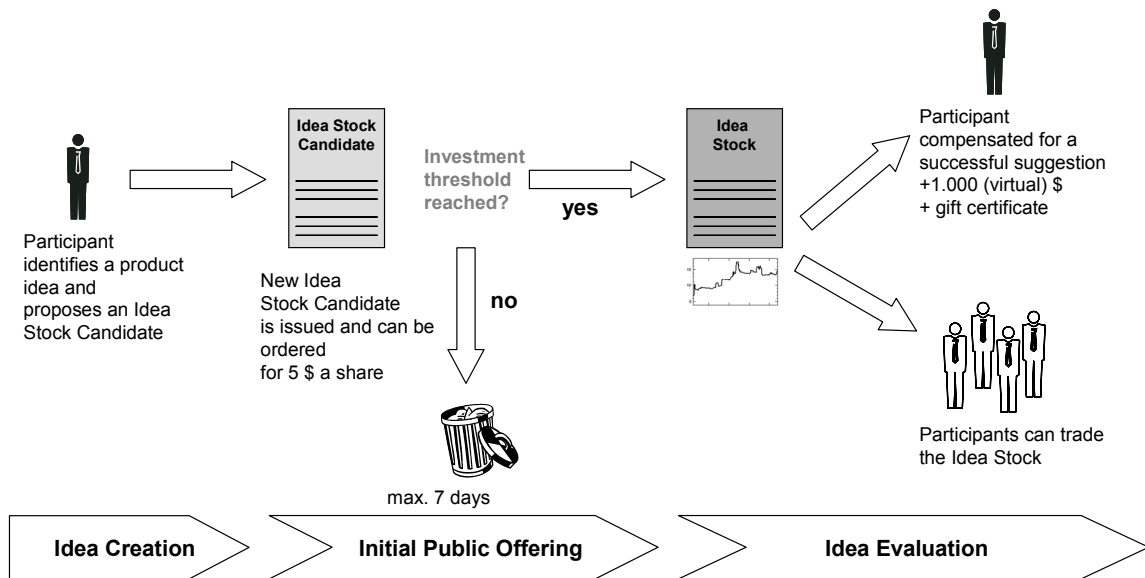 Participant
identifies a product
idea and
proposes an Idea
Stock Candidate
Idea Stock
Candidate
New Idea
Stock Candidate
is issued and can be
ordered
for 5 $ a share
Investment
threshold
reached?
yes
no
max. 7 days
Idea
Stock
Participant
compensated for a
successful suggestion
+1.000 (virtual) $
+ gift certificate
Participants can trade
the Idea Stock
Idea Creation
Initial Public Offering
Idea Evaluation